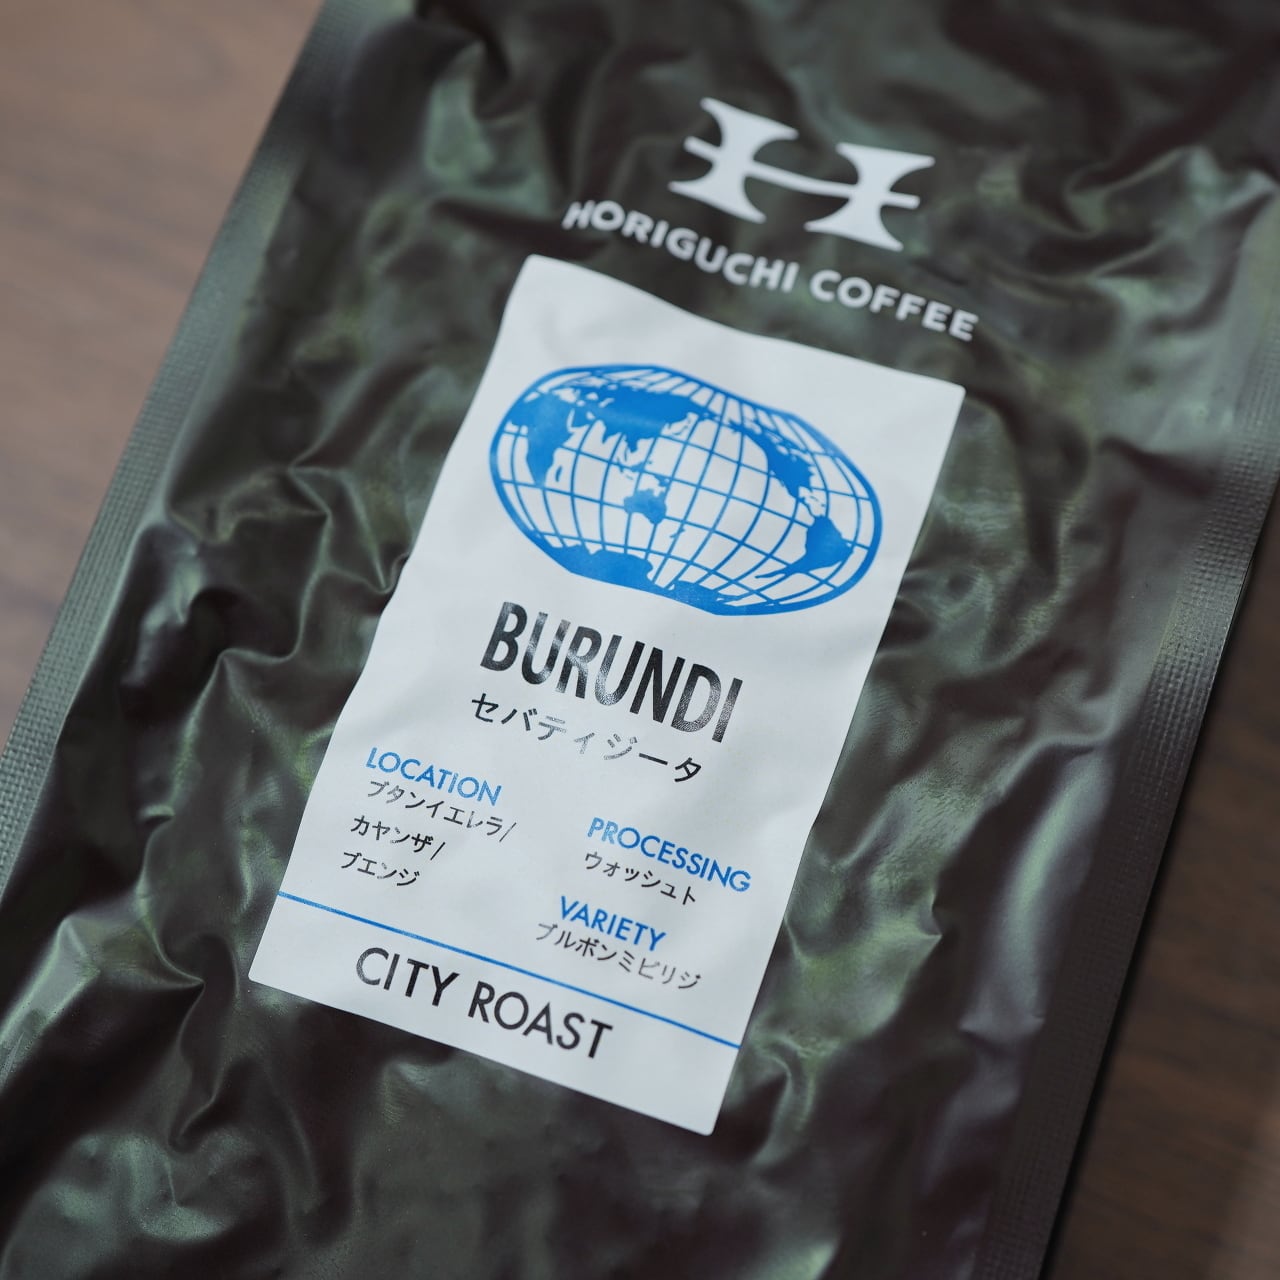 H
HORIGUCHI COFFEE
BURUNDI
セバティジータ
LOCATION
ブタンイエレラ/
カヤンザ/
ブエンジ
PROCESSING
ウォッシュト
VARIETY
ブルボンミビリジ
CITY ROAST